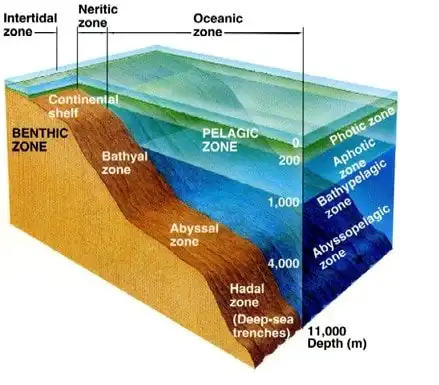 Intertidal
zone
Neritic
zone
Oceanic
zone
Continental
shelf
BENTHIC
ZONE
PELAGIC
ZONE
Bathyal
zone
Abyssal
zone
Hadal
zone
(Deep-sea
trenches)
0
200
1,000
4,000
11,000
Depth (m)
Photic zone
Aphotic
zone
Bathypelagic
zone
Abyssopelagic
zone